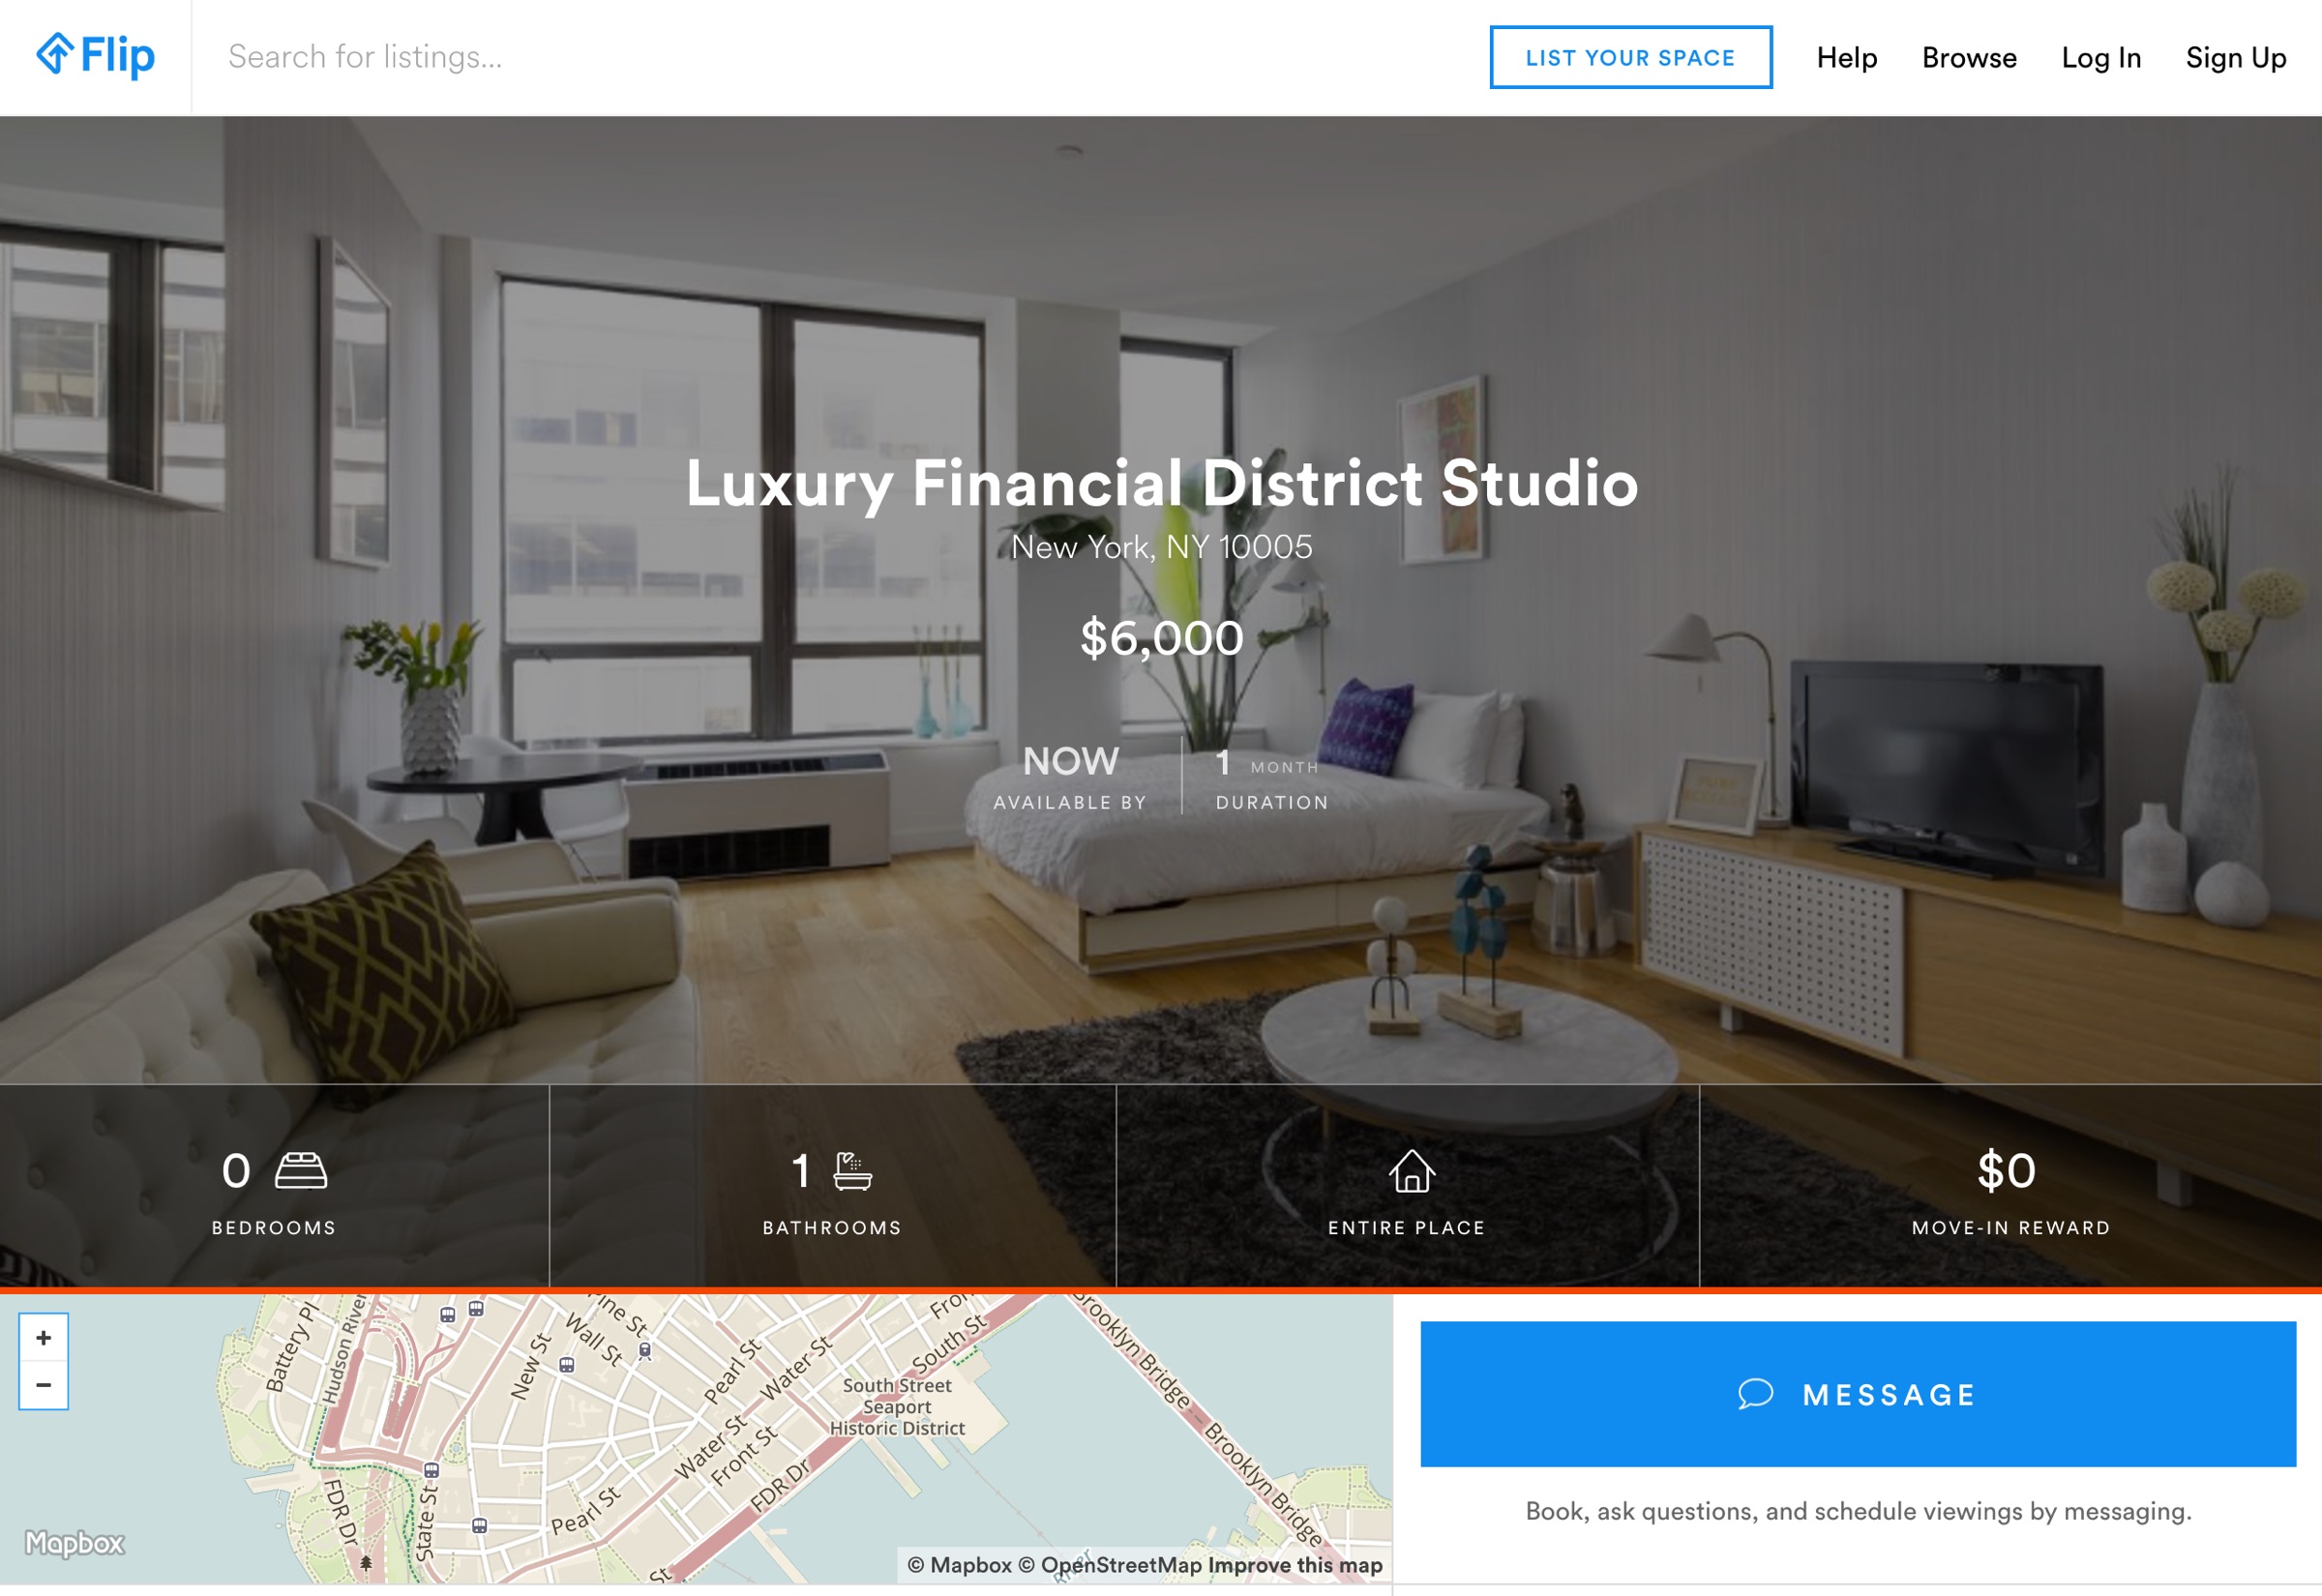 Flip
Search for listings...
LIST YOUR SPACE
Help
Browse
Log In
Sign Up
Luxury Financial District Studio
New York, NY 10005
$6,000
NOW
AVAILABLE BY
1 MONTH
DURATION
0
BEDROOMS
1
BATHROOMS
ENTIRE PLACE
$0
MOVE-IN REWARD
+
−
Battery Pl
Hudson River
New St
Pine St
Wall St
Pearl St
Water St
South St
South Street
Seaport
Historic District
Water St
Front St
FDR Dr
Pearl St
FDR Dr
State St
St
Brooklyn Bridge – Brooklyn Bridge
Mapbox
© Mapbox © OpenStreetMap Improve this map
MESSAGE
Book, ask questions, and schedule viewings by messaging.